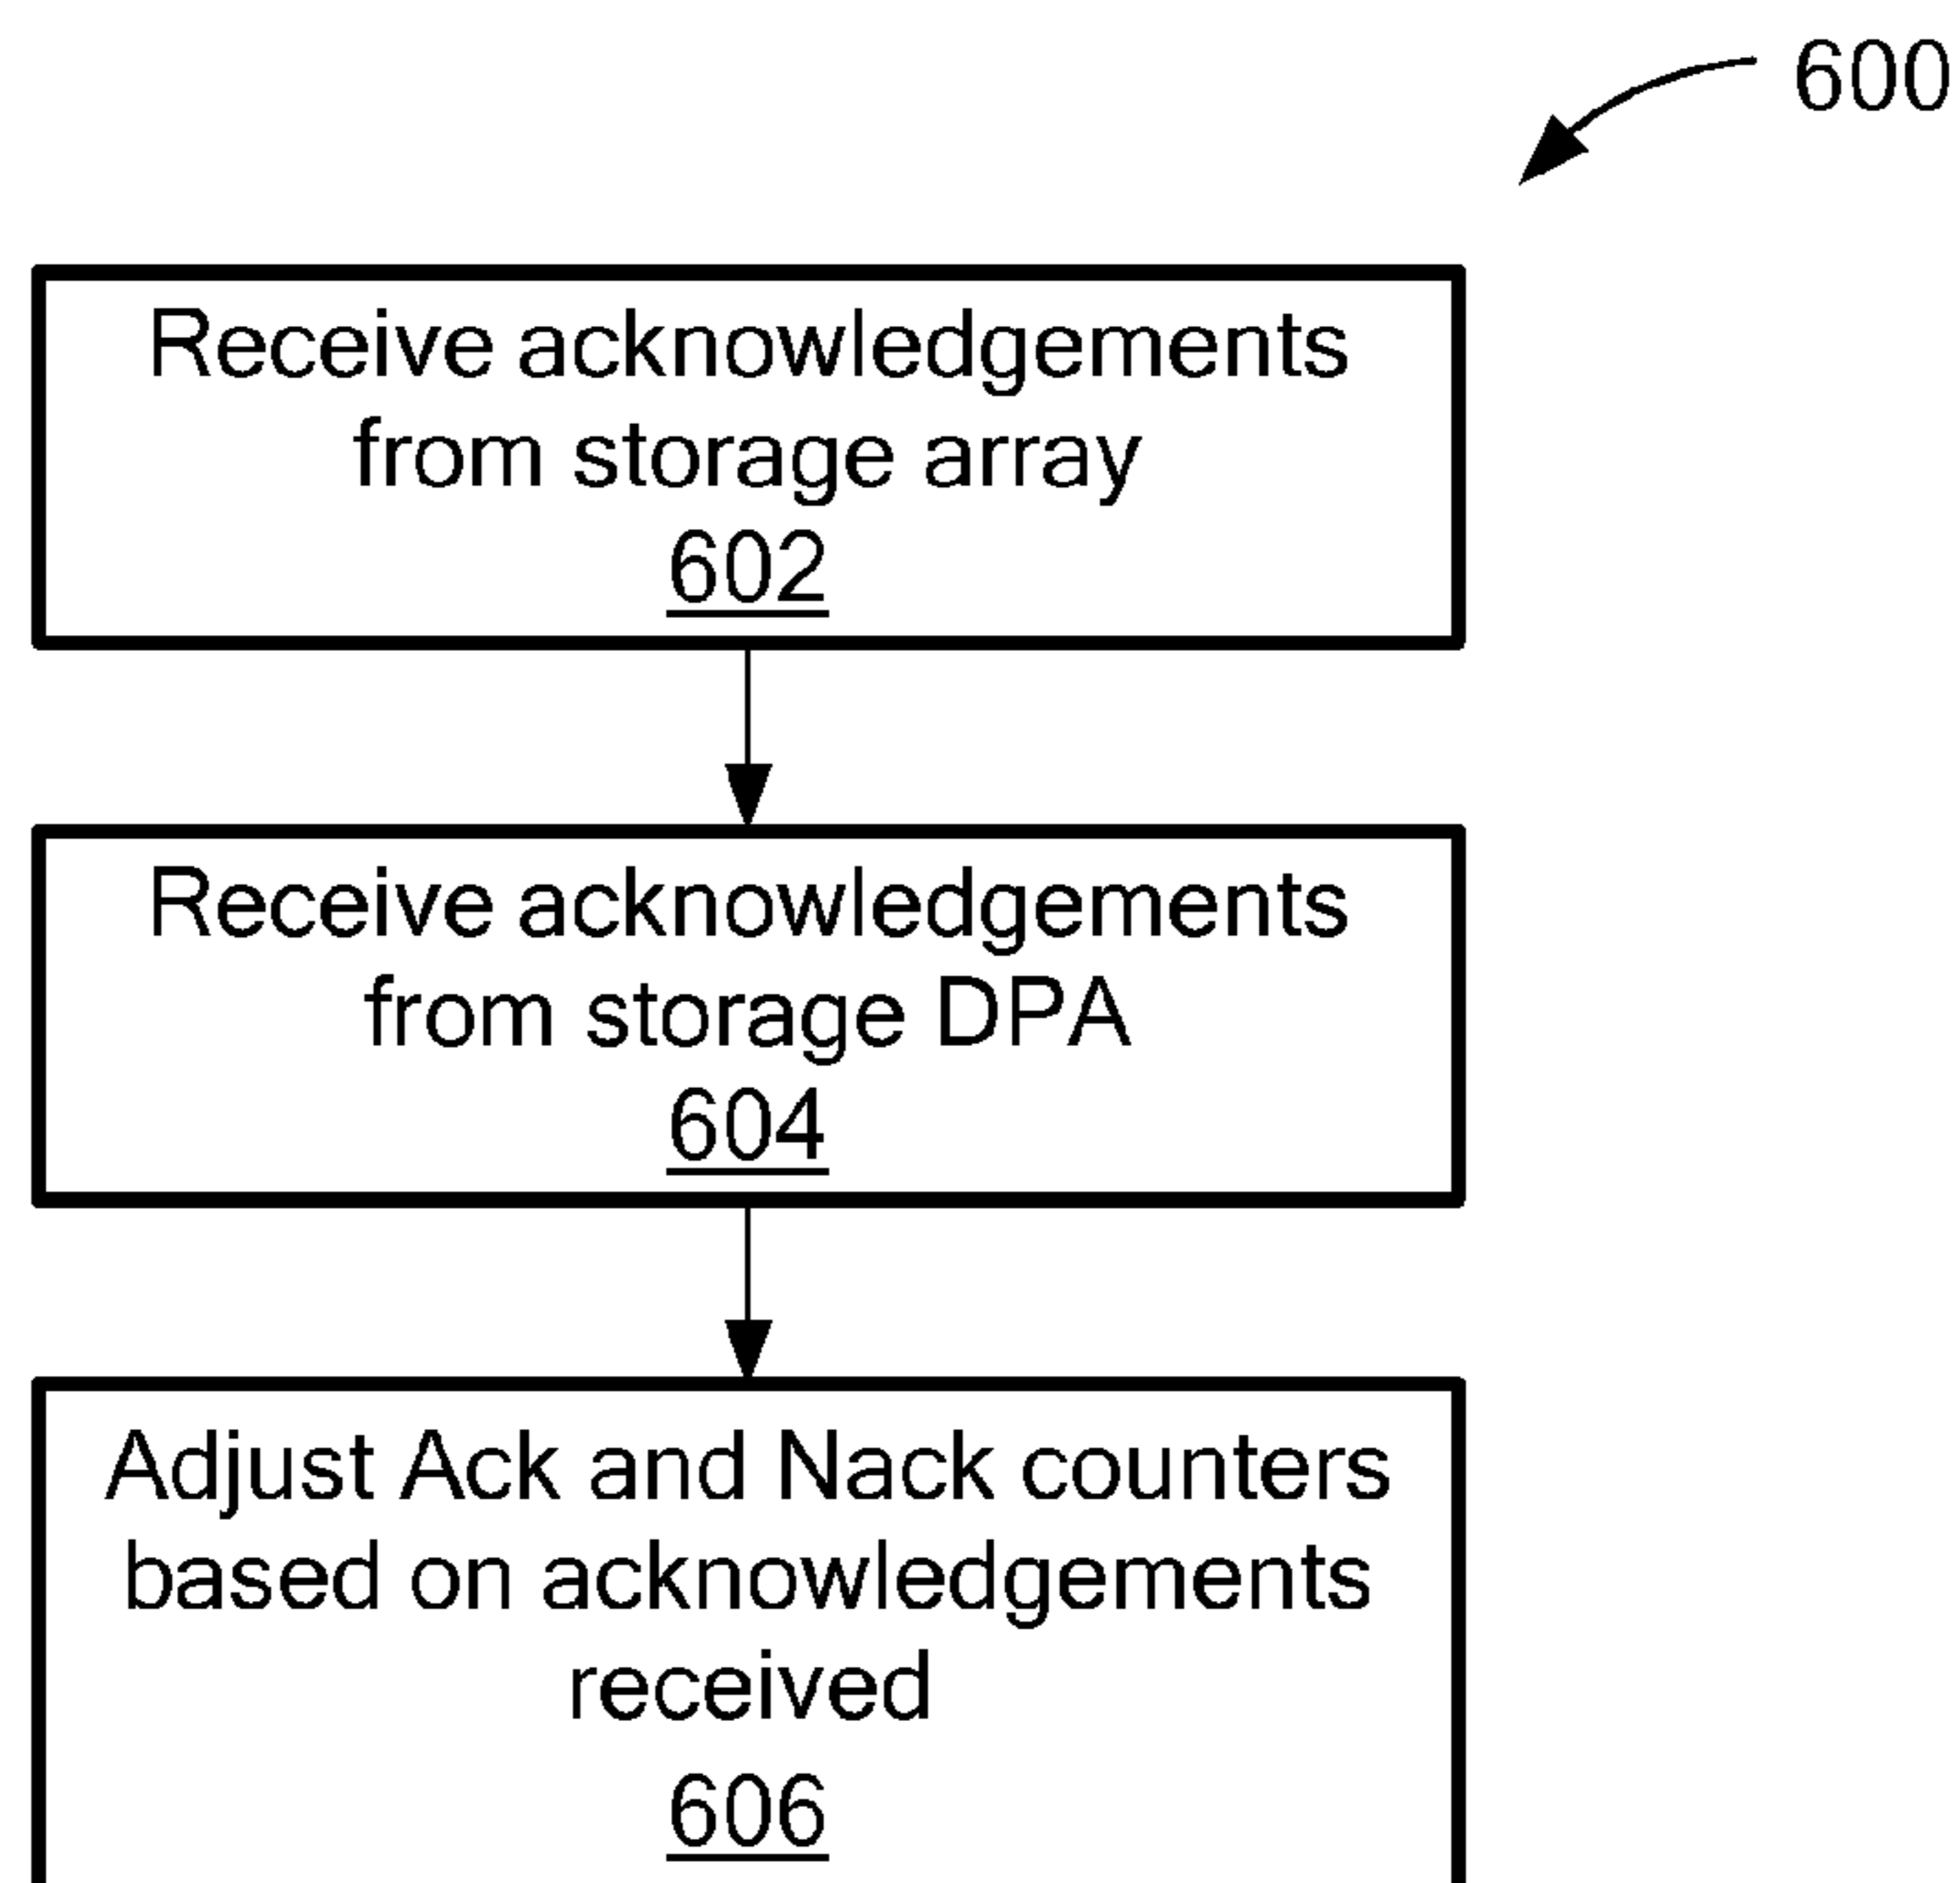 600
Receive acknowledgements
from storage array
602
Receive acknowledgements
from storage DPA
604
Adjust Ack and Nack counters
based on acknowledgements
received
606